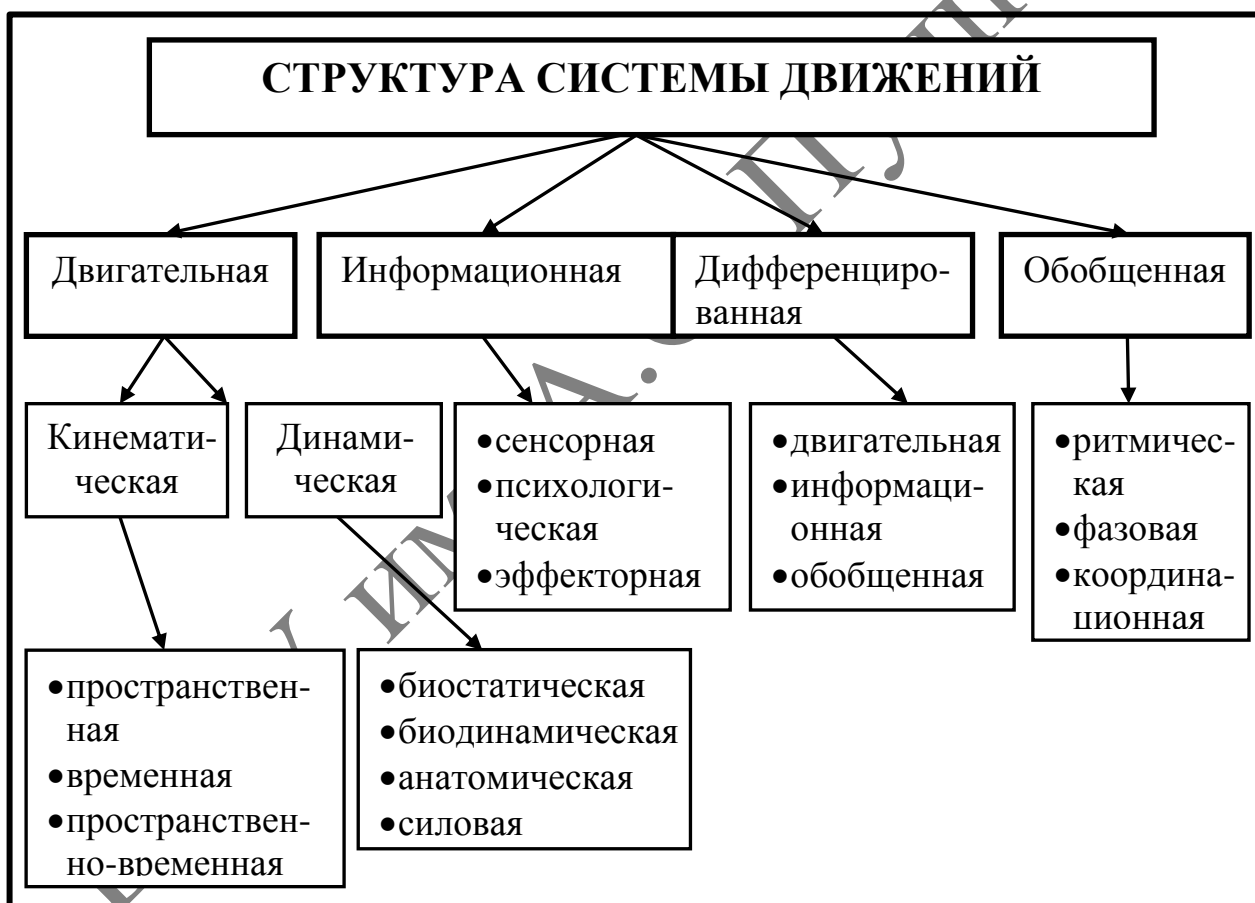 СТРУКТУРА СИСТЕМЫ ДВИЖЕНИЙ
Двигательная
Информационная
Дифференциро-
ванная
Обобщенная
Кинемати-
ческая
Динами-
ческая
•сенсорная
•психологи-
ческая
•эффекторная
•двигательная
•информаци-
онная
•обобщенная
•ритмичес-
кая
•фазовая
•координа-
ционная
•пространствен-
ная
•временная
•пространствен-
но-временная
•биостатическая
•биодинамическая
•анатомическая
•силовая